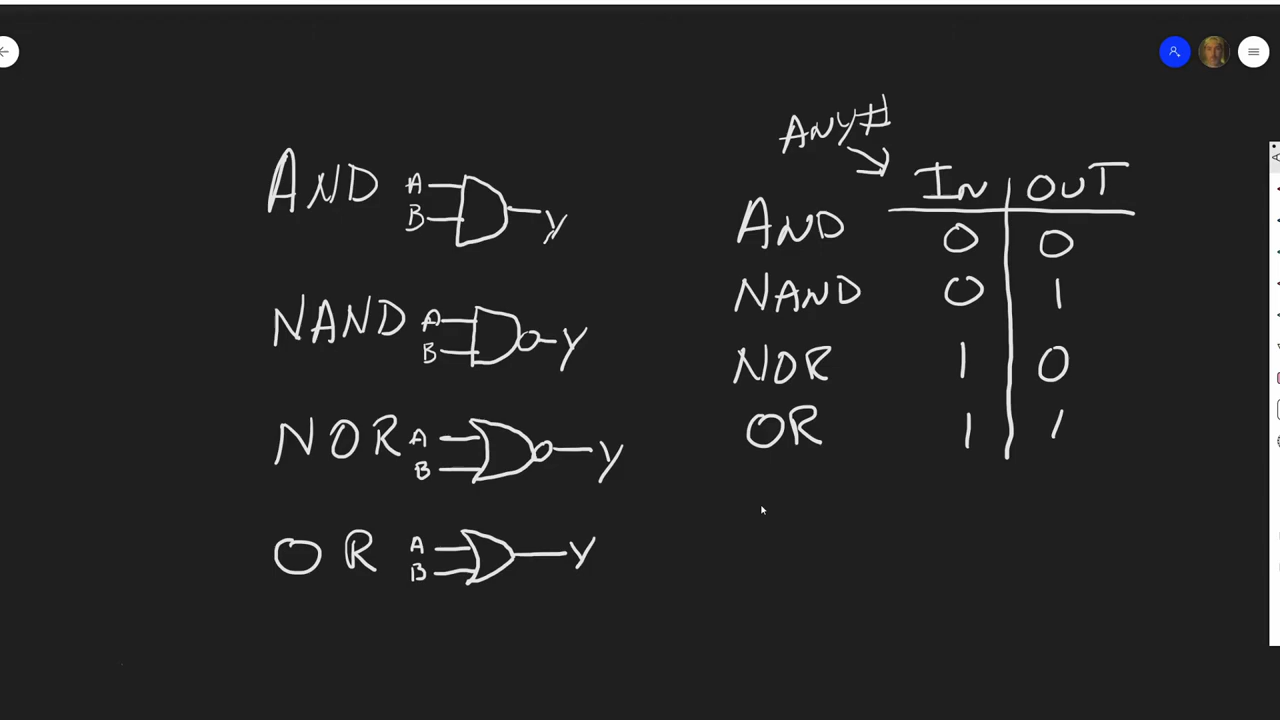 AND A B Y
NAND A B Y
NOR A B Y
OR A B Y
ANY #
IN OUT
AND 0 0
NAND 0 1
NOR 1 0
OR 1 1